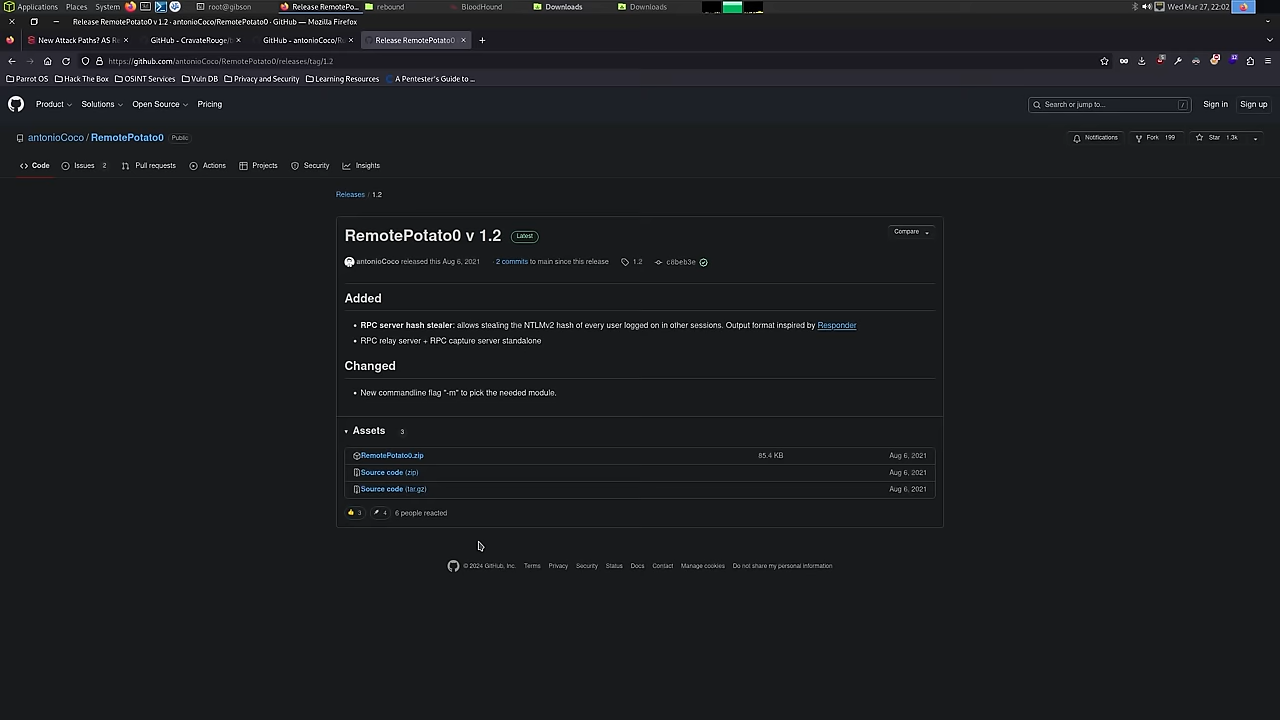 Applications Places System root@gibson Release RemotePo... rebound BloodHound Downloads Downloads Wed Mar 27, 22:02
Release RemotePotato0 v 1.2 · antonioCoco/RemotePotato0 · GitHub — Mozilla Firefox
New Attack Paths? AS Re × GitHub - CravateRouge/b × GitHub - antonioCoco/R × Release RemotePotato0 × +
https://github.com/antonioCoco/RemotePotato0/releases/tag/1.2
Parrot OS Hack The Box OSINT Services Vuln DB Privacy and Security Learning Resources A Pentester's Guide to ...
Product Solutions Open Source Pricing Search or jump to... / Sign in Sign up
antonioCoco / RemotePotato0 Public Notifications Fork 199 Star 1.3k
Code Issues 2 Pull requests Actions Projects Security Insights
Releases / 1.2
RemotePotato0 v 1.2 Latest Compare
antonioCoco released this Aug 6, 2021 · 2 commits to main since this release 1.2 c8beb3e
Added
• RPC server hash stealer: allows stealing the NTLMv2 hash of every user logged on in other sessions. Output format inspired by Responder
• RPC relay server + RPC capture server standalone
Changed
• New commandline flag "-m" to pick the needed module.
Assets 3
RemotePotato0.zip 85.4 KB Aug 6, 2021
Source code (zip) Aug 6, 2021
Source code (tar.gz) Aug 6, 2021
3 4 6 people reacted
© 2024 GitHub, Inc. Terms Privacy Security Status Docs Contact Manage cookies Do not share my personal information